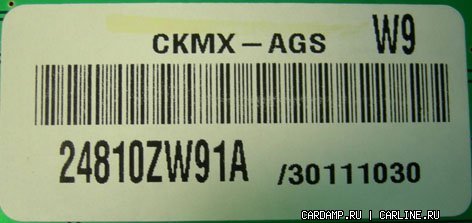 CKMX-AGS W9
24810ZW91A /30111030
CARDAMP.RU | CARLINE.RU